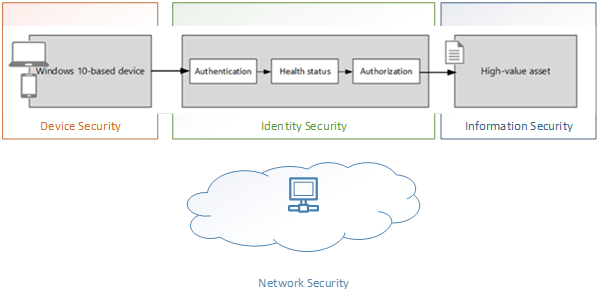 Windows 10-based device
Authentication
Health status
Authorization
High-value asset
Device Security
Identity Security
Information Security
Network Security